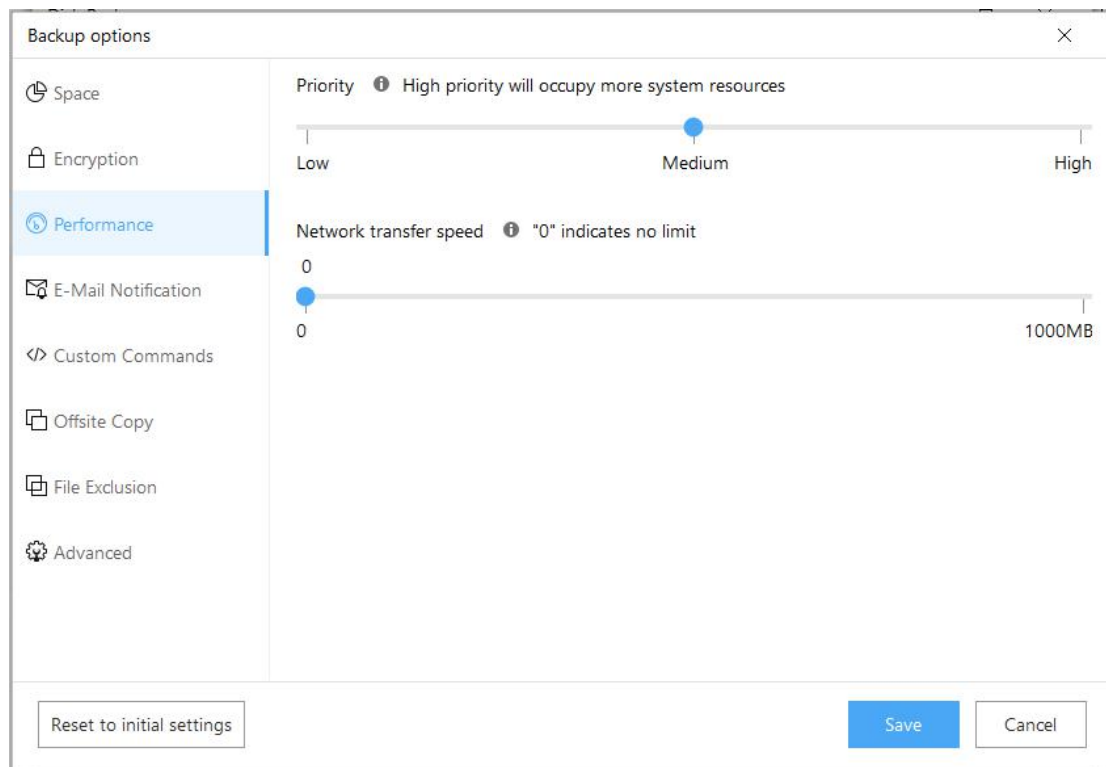 Backup options
Space
Encryption
Performance
E-Mail Notification
Custom Commands
Offsite Copy
File Exclusion
Advanced
Priority High priority will occupy more system resources
Low Medium High
Network transfer speed "0" indicates no limit
0
0 1000MB
Reset to initial settings Save Cancel